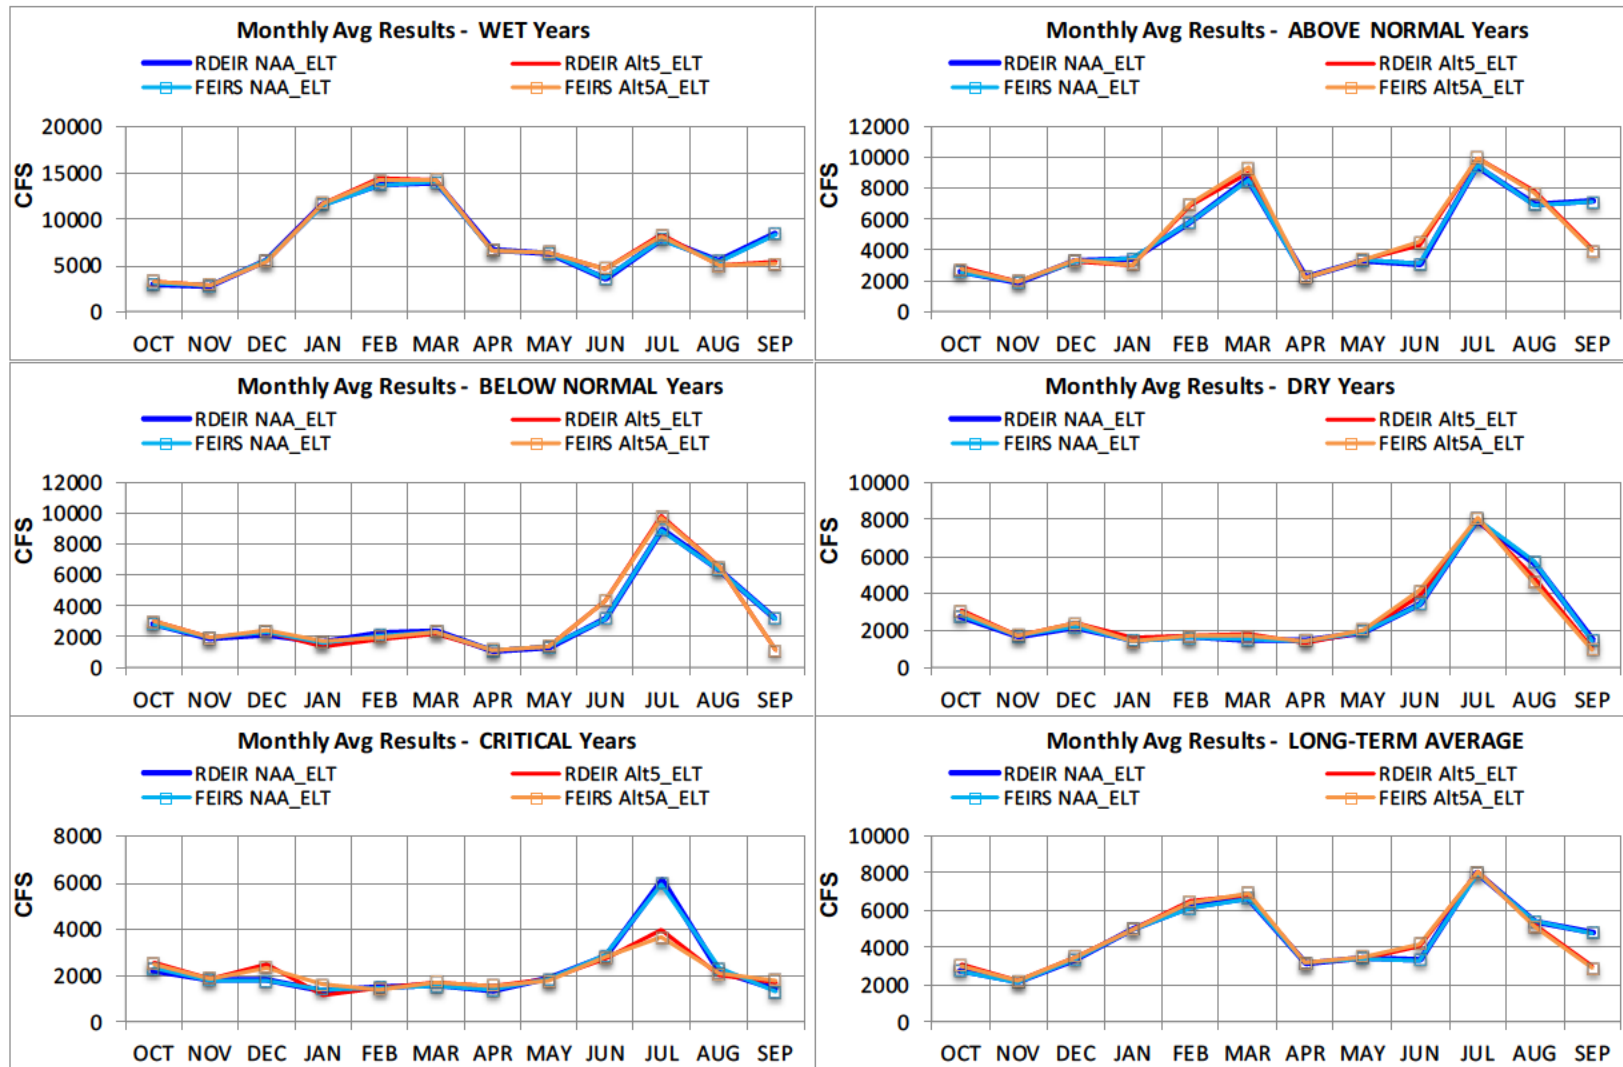 Monthly Avg Results - WET Years
RDEIR NAA_ELT RDEIR Alt5_ELT
FEIRS NAA_ELT FEIRS Alt5A_ELT
20000
15000
10000
5000
0
CFS
OCT NOV DEC JAN FEB MAR APR MAY JUN JUL AUG SEP
Monthly Avg Results - ABOVE NORMAL Years
RDEIR NAA_ELT RDEIR Alt5_ELT
FEIRS NAA_ELT FEIRS Alt5A_ELT
12000
10000
8000
6000
4000
2000
0
CFS
OCT NOV DEC JAN FEB MAR APR MAY JUN JUL AUG SEP
Monthly Avg Results - BELOW NORMAL Years
RDEIR NAA_ELT RDEIR Alt5_ELT
FEIRS NAA_ELT FEIRS Alt5A_ELT
12000
10000
8000
6000
4000
2000
0
CFS
OCT NOV DEC JAN FEB MAR APR MAY JUN JUL AUG SEP
Monthly Avg Results - DRY Years
RDEIR NAA_ELT RDEIR Alt5_ELT
FEIRS NAA_ELT FEIRS Alt5A_ELT
10000
8000
6000
4000
2000
0
CFS
OCT NOV DEC JAN FEB MAR APR MAY JUN JUL AUG SEP
Monthly Avg Results - CRITICAL Years
RDEIR NAA_ELT RDEIR Alt5_ELT
FEIRS NAA_ELT FEIRS Alt5A_ELT
8000
6000
4000
2000
0
CFS
OCT NOV DEC JAN FEB MAR APR MAY JUN JUL AUG SEP
Monthly Avg Results - LONG-TERM AVERAGE
RDEIR NAA_ELT RDEIR Alt5_ELT
FEIRS NAA_ELT FEIRS Alt5A_ELT
10000
8000
6000
4000
2000
0
CFS
OCT NOV DEC JAN FEB MAR APR MAY JUN JUL AUG SEP